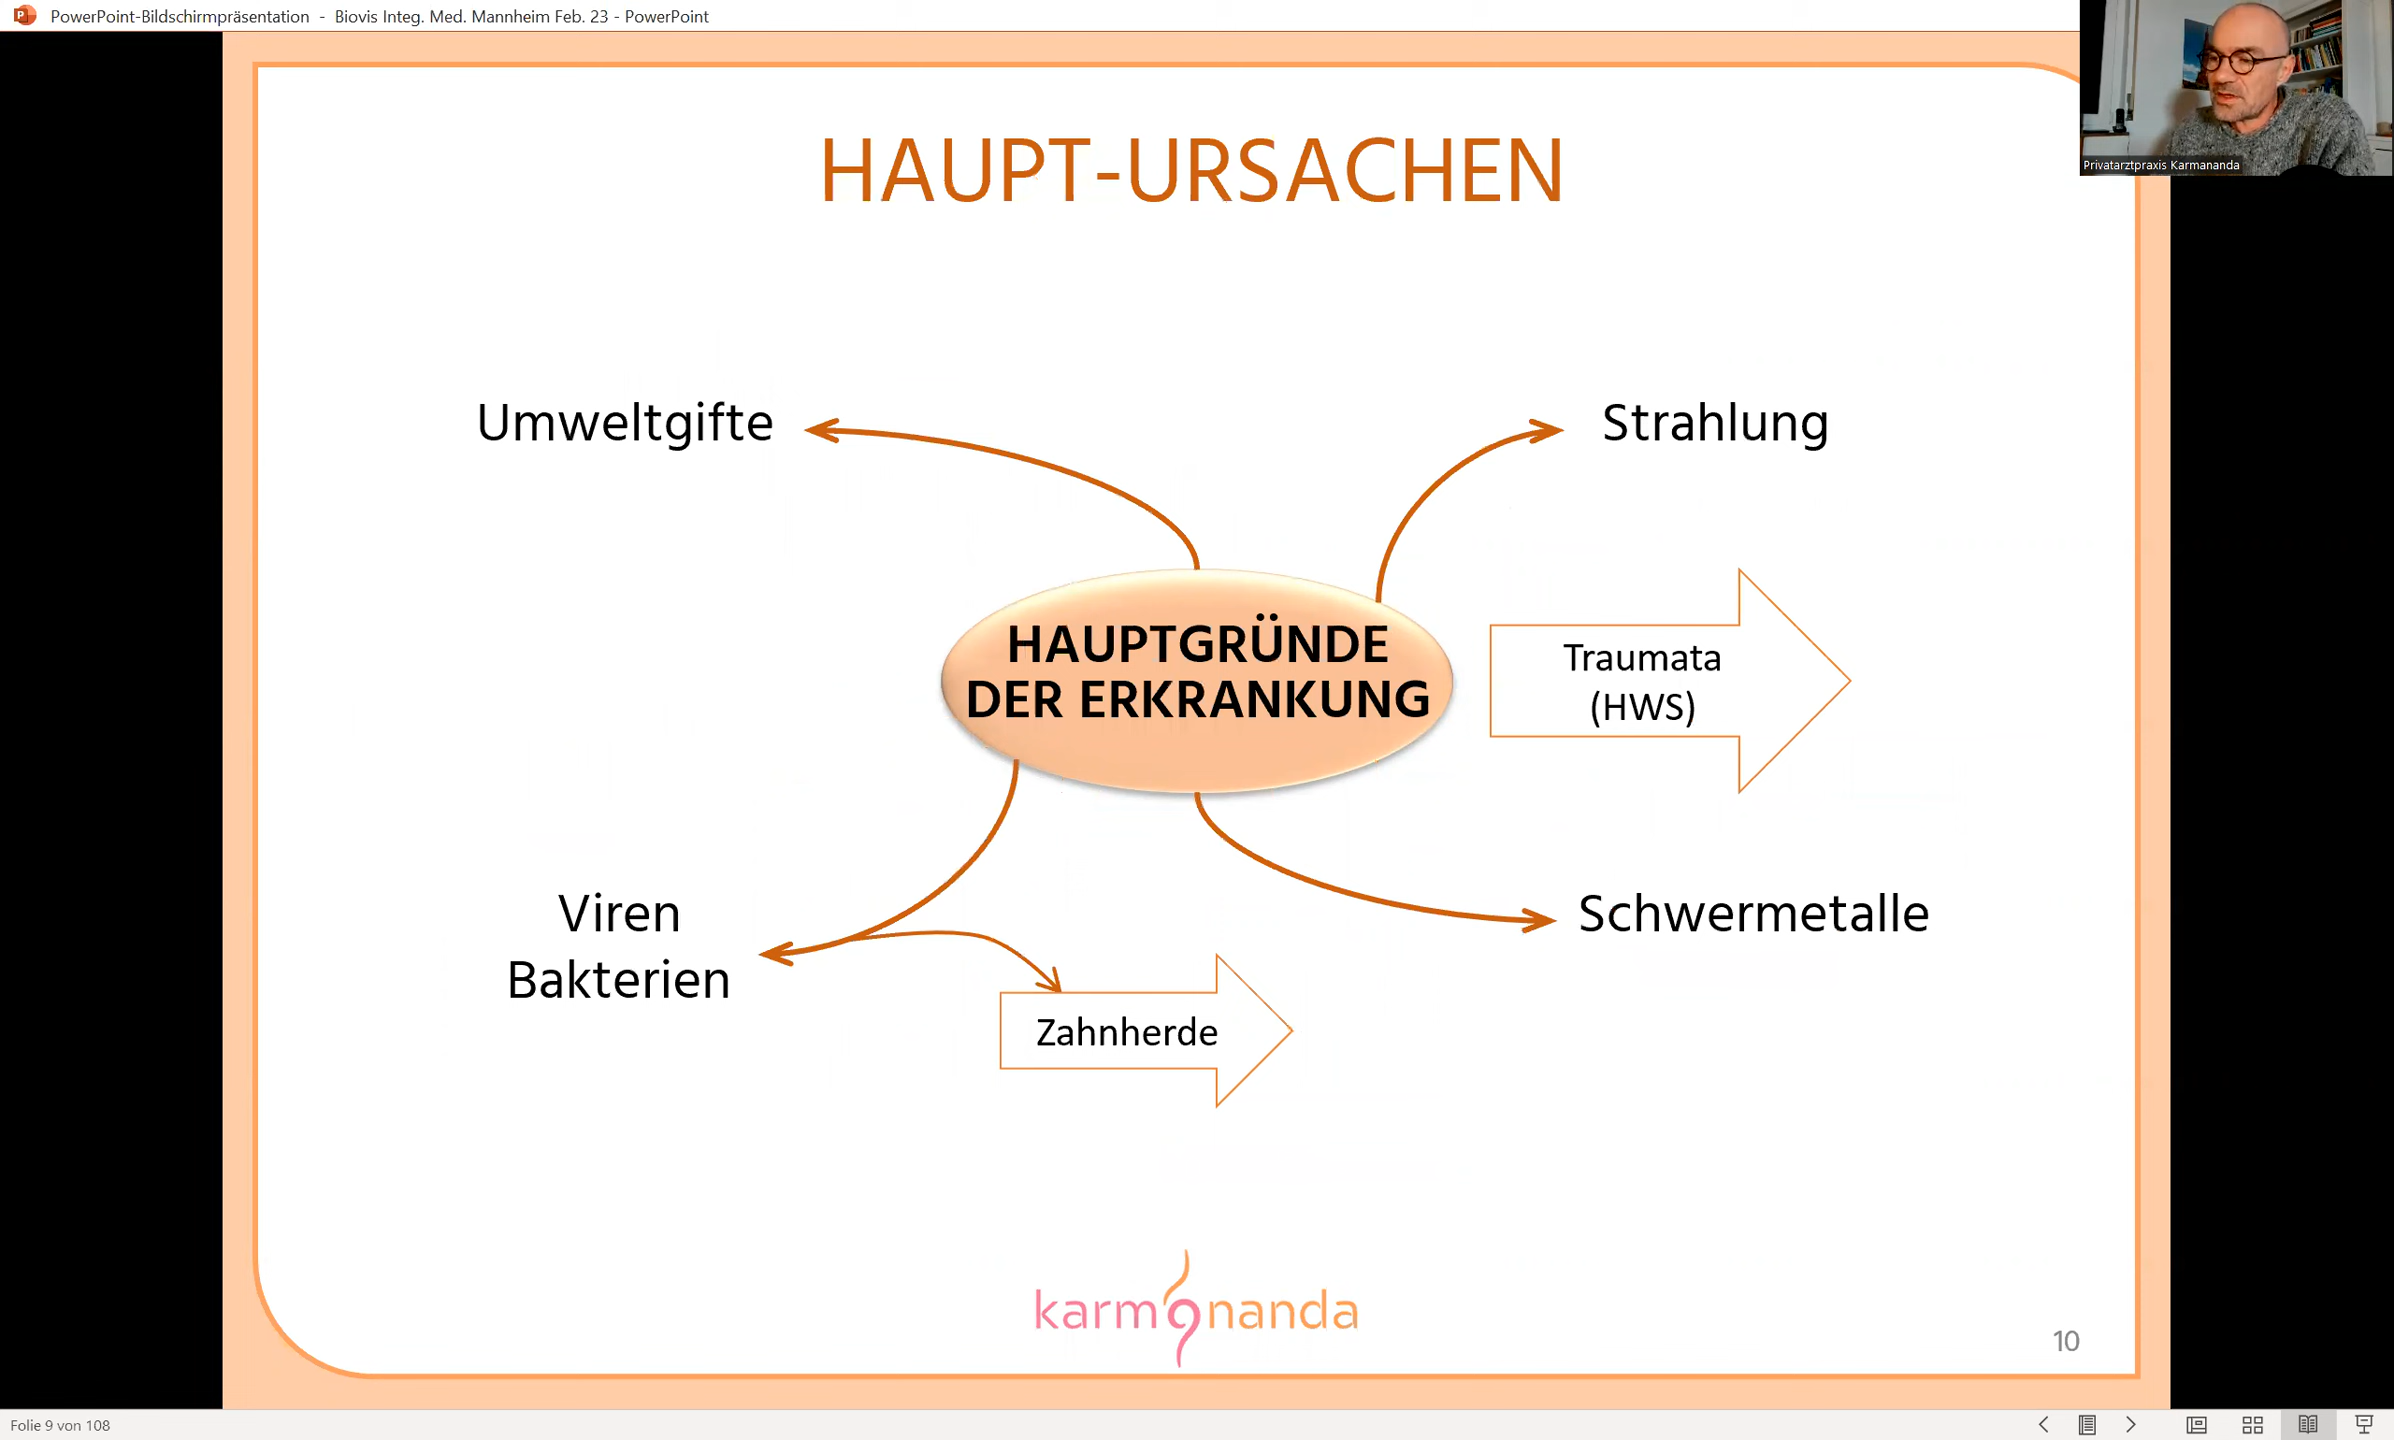 PowerPoint-Bildschirmpräsentation - Biovis Integ. Med. Mannheim Feb. 23 - PowerPoint
Privatarztpraxis Karmananda
HAUPT-URSACHEN
Umweltgifte
Strahlung
HAUPTGRÜNDE
DER ERKRANKUNG
Traumata
(HWS)
Viren
Bakterien
Schwermetalle
Zahnherde
karmananda
10
Folie 9 von 108